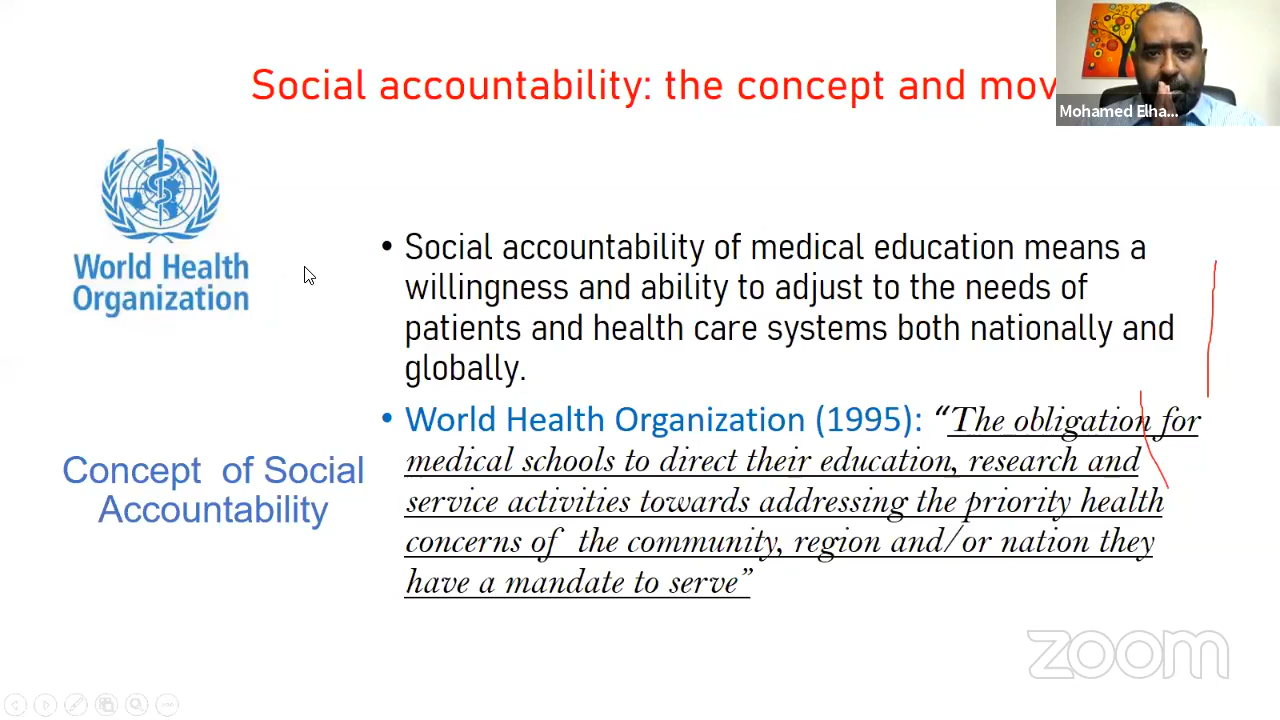 Social accountability: the concept and mov
Mohamed Elha...
World Health
Organization
• Social accountability of medical education means a
willingness and ability to adjust to the needs of
patients and health care systems both nationally and
globally.
• World Health Organization (1995): “The obligation for
medical schools to direct their education, research and
service activities towards addressing the priority health
concerns of the community, region and/or nation they
have a mandate to serve”
Concept of Social
Accountability
zoom